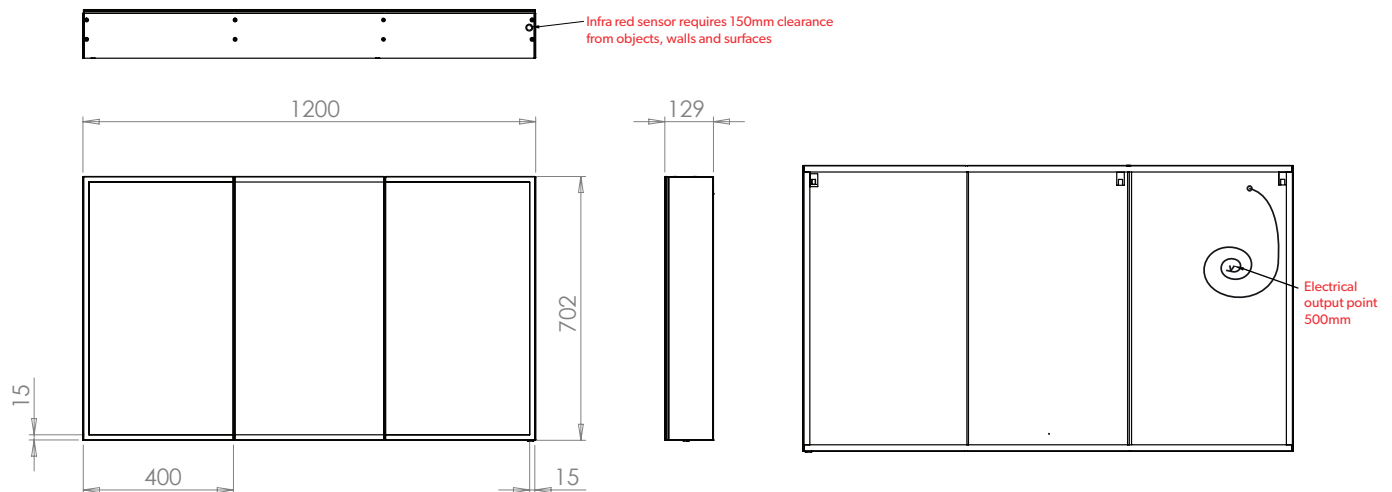 Infra red sensor requires 150mm clearance
from objects, walls and surfaces
1200
129
702
15
400
15
Electrical
output point
500mm